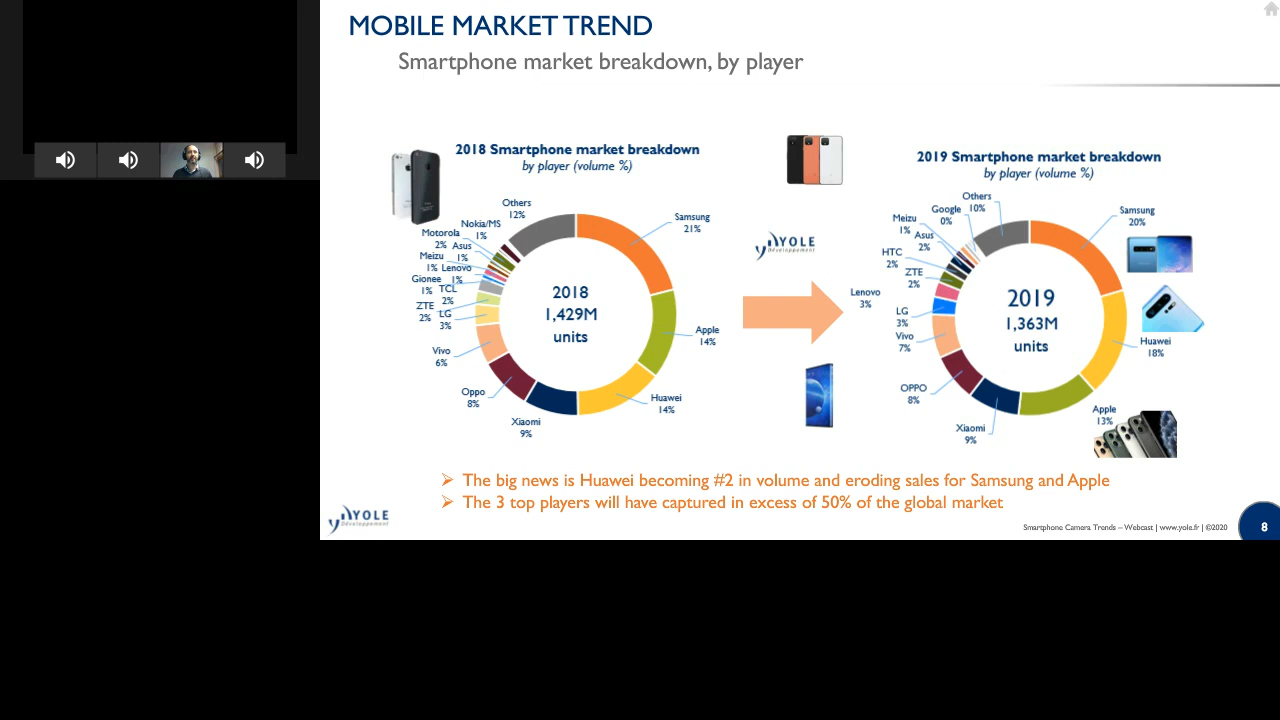 MOBILE MARKET TREND
Smartphone market breakdown, by player
2018 Smartphone market breakdown
by player (volume %)
Others
12%
Samsung
21%
Nokia/MS
1%
Motorola
2%
Asus
1%
Meizu
1%
Lenovo
1%
Gionee
1%
TCL
2%
ZTE
2%
LG
3%
Vivo
6%
Oppo
8%
Xiaomi
9%
Huawei
14%
Apple
14%
2018
1,429M
units
YOLE
Développement
2019 Smartphone market breakdown
by player (volume %)
Others
10%
Google
0%
Samsung
20%
Meizu
1%
Asus
2%
HTC
2%
ZTE
2%
Lenovo
3%
LG
3%
Vivo
7%
OPPO
8%
Xiaomi
9%
Apple
13%
Huawei
18%
2019
1,363M
units
The big news is Huawei becoming #2 in volume and eroding sales for Samsung and Apple
The 3 top players will have captured in excess of 50% of the global market
YOLE
Développement
Smartphone Camera Trends – Webcast | www.yole.fr | ©2020
8